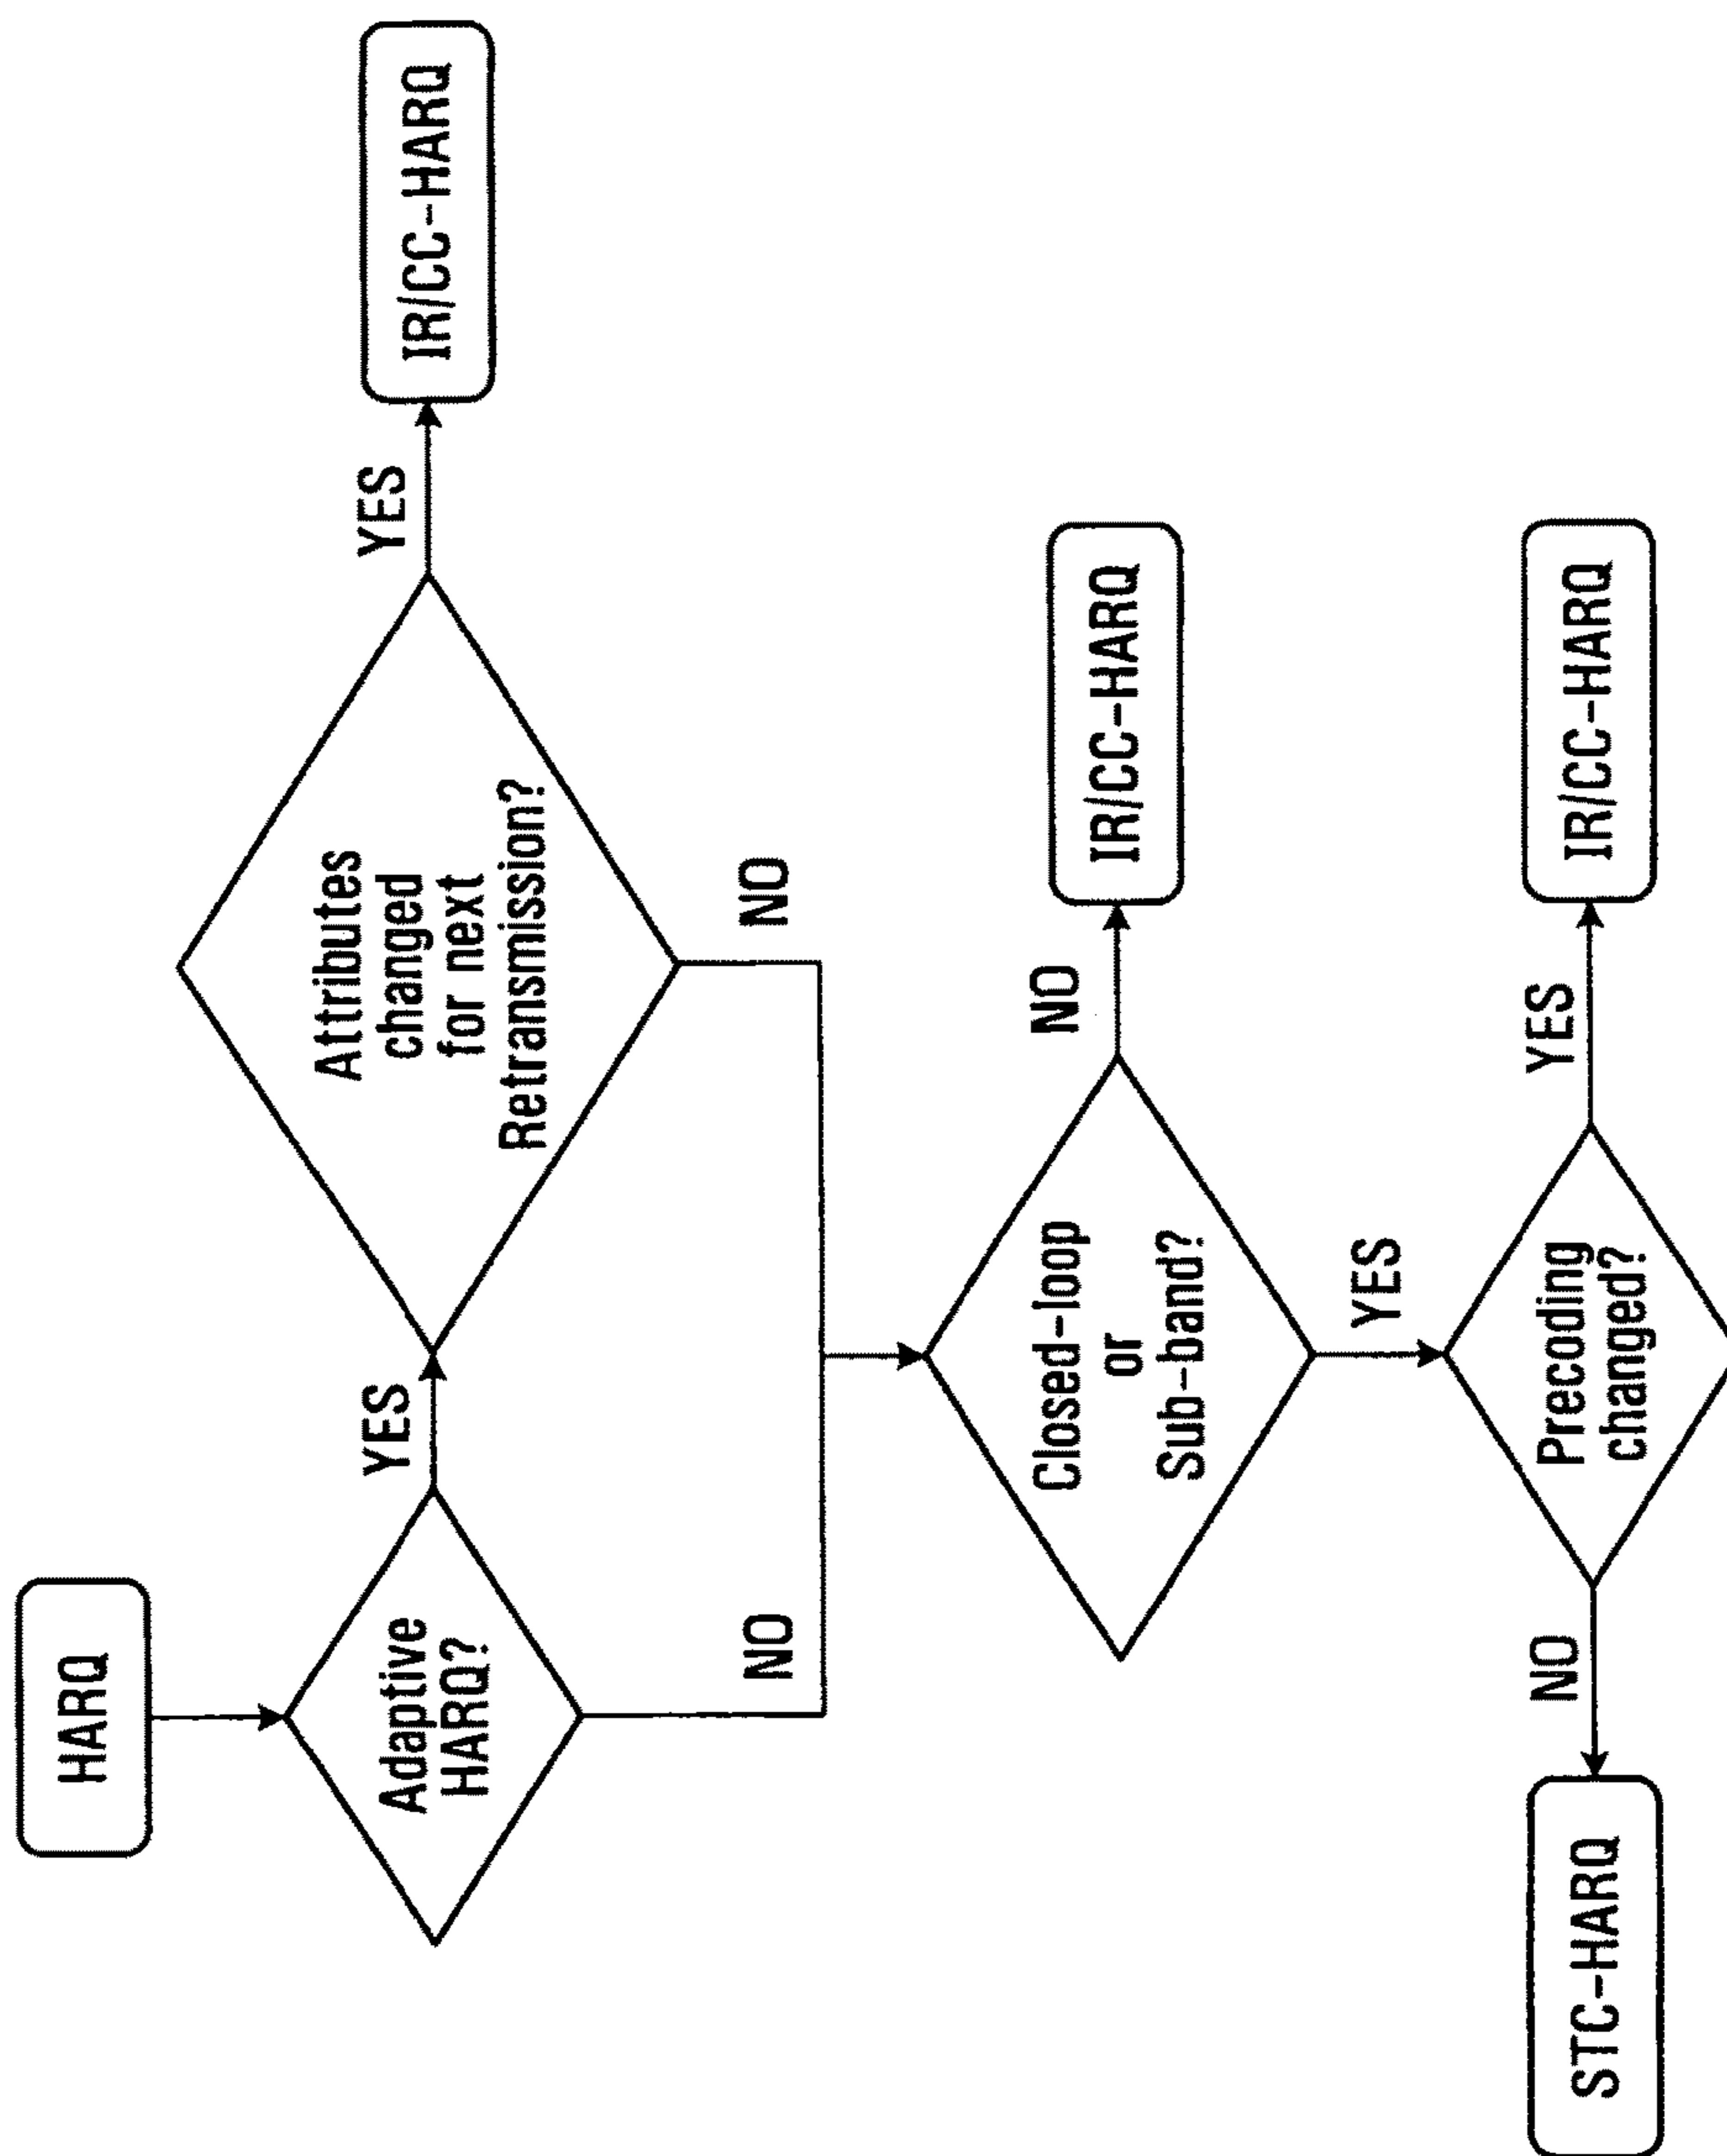 HARQ
Adaptive
HARQ?
YES
Attributes
changed
for next
Retransmission?
YES
IR/CC-HARQ
NO
NO
Closed-loop
or
Sub-band?
NO
IR/CC-HARQ
YES
Precoding
changed?
YES
IR/CC-HARQ
NO
STC-HARQ